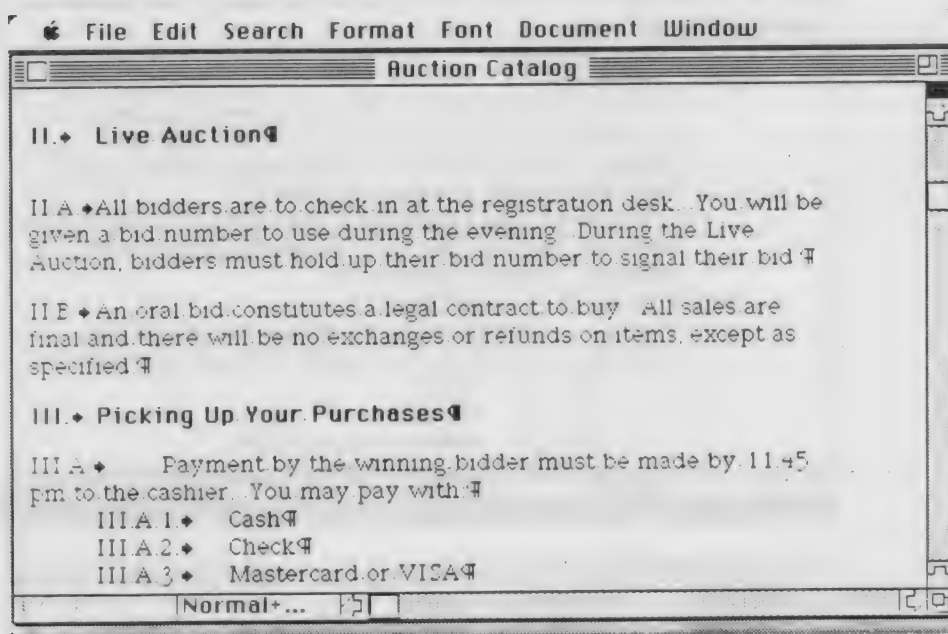 File Edit Search Format Font Document Window
Auction Catalog
II. Live Auction¶
II.A All bidders are to check in at the registration desk. You will be
given a bid number to use during the evening. During the Live
Auction, bidders must hold up their bid number to signal their bid.¶
II.B An oral bid constitutes a legal contract to buy. All sales are
final and there will be no exchanges or refunds on items, except as
specified.¶
III. Picking Up Your Purchases¶
III.A Payment by the winning bidder must be made by 11:45
pm to the cashier. You may pay with:¶
III.A.1. Cash¶
III.A.2. Check¶
III.A.3 Mastercard or VISA¶
Normal+...